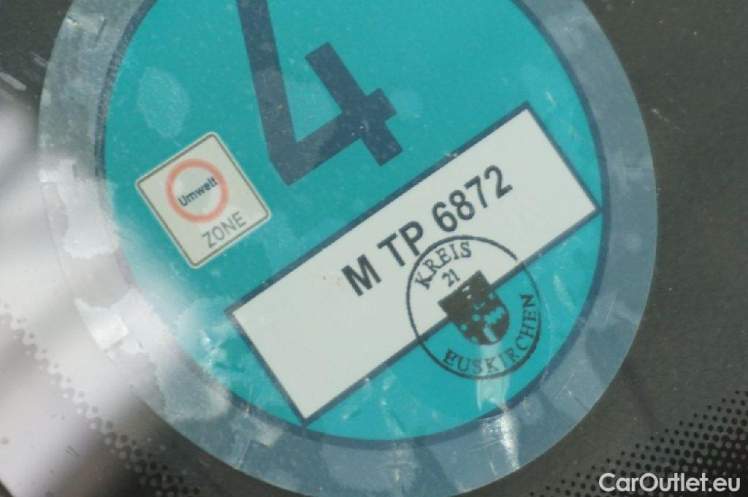 4
Umwelt
ZONE
M TP 6872
KREIS
21
EUSKIRCHEN
CarOutlet.eu